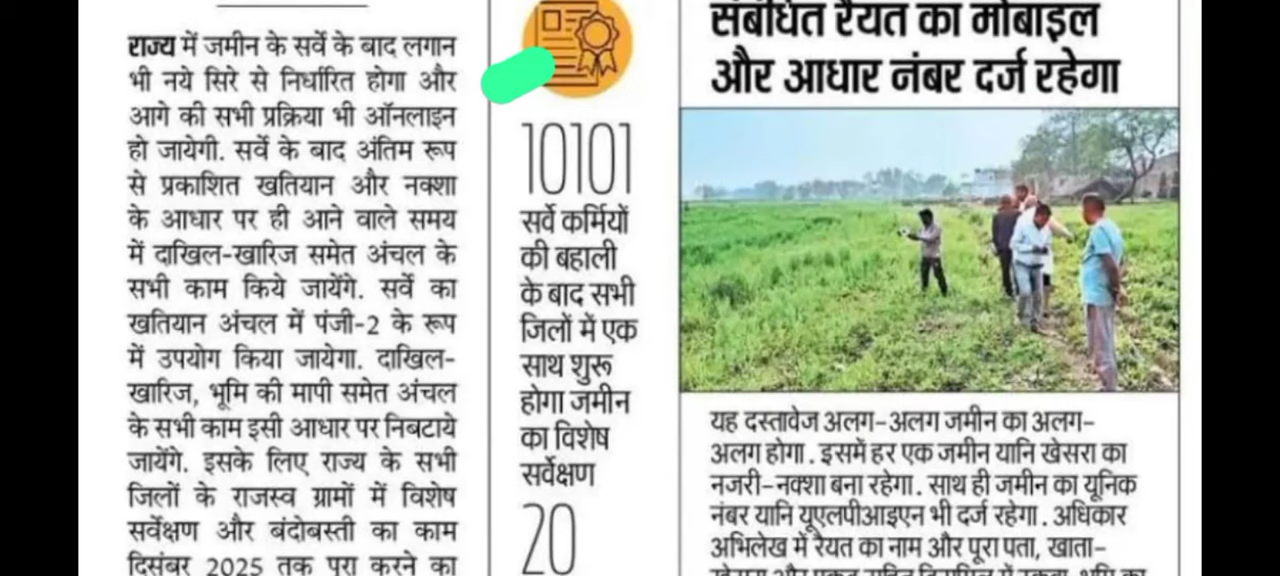 राज्य में जमीन के सर्वे के बाद लगान
भी नये सिरे से निर्धारित होगा और
आगे की सभी प्रक्रिया भी ऑनलाइन
हो जायेगी. सर्वे के बाद अंतिम रूप
से प्रकाशित खतियान और नक्शा
के आधार पर ही आने वाले समय
में दाखिल-खारिज समेत अंचल के
सभी काम किये जायेंगे. सर्वे का
खतियान अंचल में पंजी-2 के रूप
में उपयोग किया जायेगा. दाखिल-
खारिज, भूमि की मापी समेत अंचल
के सभी काम इसी आधार पर निबटाये
जायेंगे. इसके लिए राज्य के सभी
जिलों के राजस्व ग्रामों में विशेष
सर्वेक्षण और बंदोबस्ती का काम
दिसंबर 2025 तक पूरा करने का
10101
सर्वे कर्मियों
की बहाली
के बाद सभी
जिलों में एक
साथ शुरू
होगा जमीन
का विशेष
सर्वेक्षण
20
संबंधित रैयत का मोबाइल
और आधार नंबर दर्ज रहेगा
यह दस्तावेज अलग-अलग जमीन का अलग-
अलग होगा. इसमें हर एक जमीन यानि खेसरा का
नजरी-नक्शा बना रहेगा. साथ ही जमीन का यूनिक
नंबर यानि यूएलपीआइएन भी दर्ज रहेगा. अधिकार
अभिलेख में रैयत का नाम और पूरा पता, खाता-